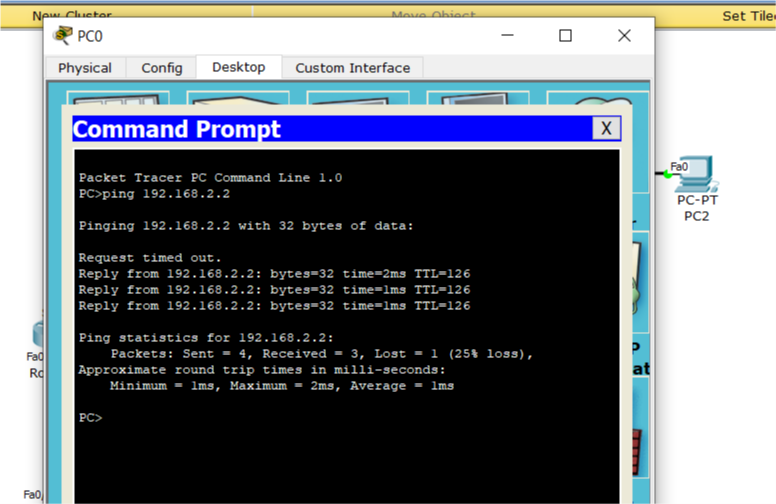 New Cluster
Move Object
Set Tiled
PC0
Physical Config Desktop Custom Interface
Command Prompt X
Packet Tracer PC Command Line 1.0
PC>ping 192.168.2.2
Pinging 192.168.2.2 with 32 bytes of data:
Request timed out.
Reply from 192.168.2.2: bytes=32 time=2ms TTL=126
Reply from 192.168.2.2: bytes=32 time=1ms TTL=126
Reply from 192.168.2.2: bytes=32 time=1ms TTL=126
Ping statistics for 192.168.2.2:
Packets: Sent = 4, Received = 3, Lost = 1 (25% loss),
Approximate round trip times in milli-seconds:
Minimum = 1ms, Maximum = 2ms, Average = 1ms
PC>
Fa0
PC-PT
PC2
Fa0
Ro
Fa0/